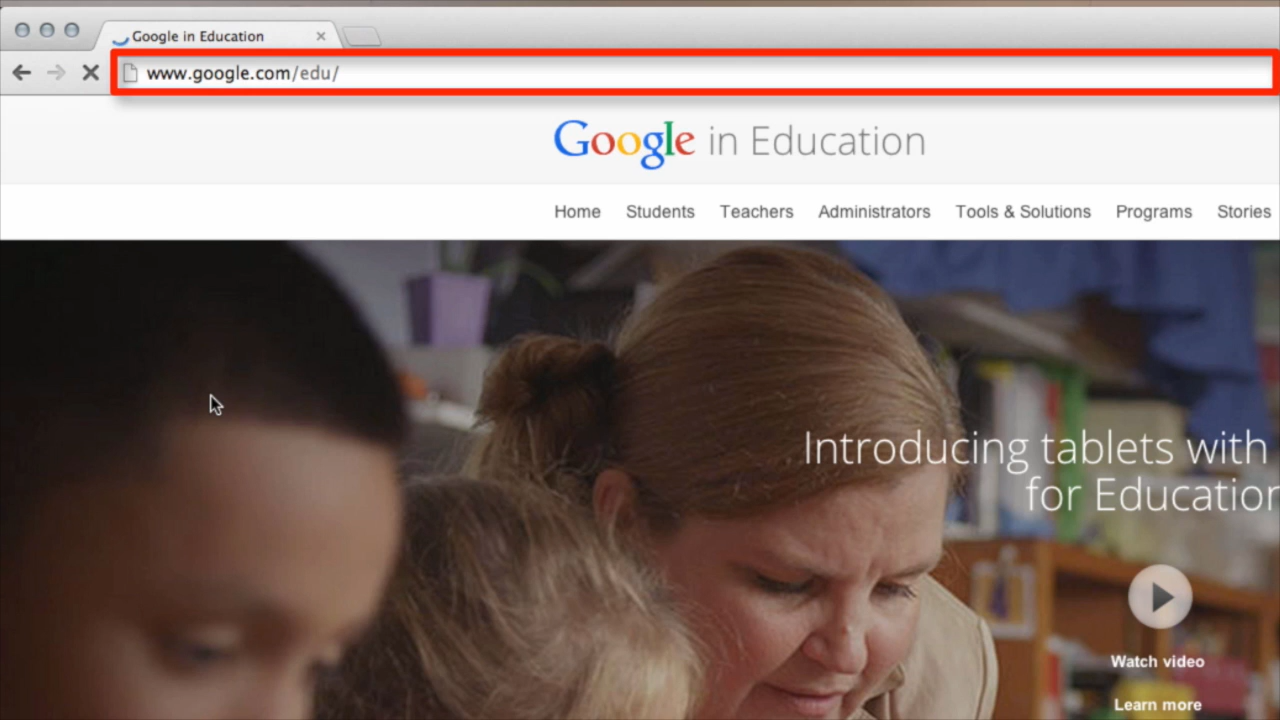 Google in Education
www.google.com/edu/
Google in Education
Home Students Teachers Administrators Tools & Solutions Programs Stories
Introducing tablets with
for Education
Watch video
Learn more